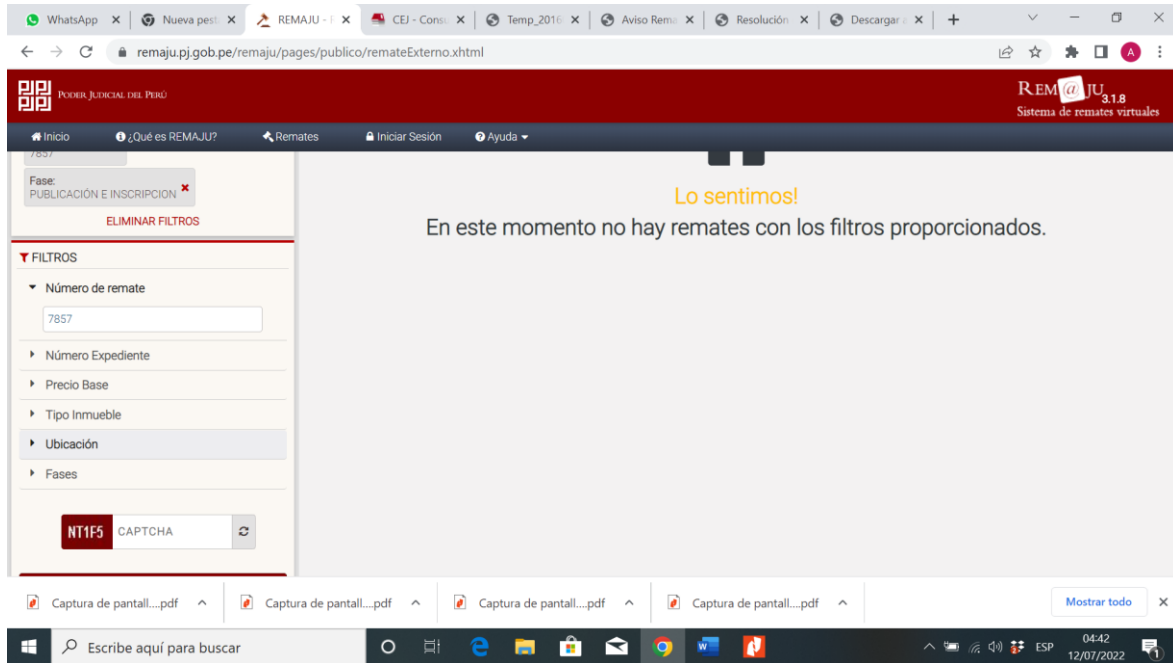 WhatsApp
Nueva pest
REMAJU -
CEJ - Consu
Temp_2016
Aviso Rema
Resolución
Descargar a
remaju.pj.gob.pe/remaju/pages/publico/remateExterno.xhtml
A
PODER JUDICIAL DEL PERÚ
REM@JU 3.1.8
Sistema de remates virtuales
Inicio
¿Qué es REMAJU?
Remates
Iniciar Sesión
Ayuda
7857
Fase:
PUBLICACIÓN E INSCRIPCION
ELIMINAR FILTROS
Lo sentimos!
En este momento no hay remates con los filtros proporcionados.
FILTROS
Número de remate
7857
Número Expediente
Precio Base
Tipo Inmueble
Ubicación
Fases
NT1F5
CAPTCHA
Captura de pantall....pdf
Captura de pantall....pdf
Captura de pantall....pdf
Captura de pantall....pdf
Mostrar todo
Escribe aquí para buscar
ESP
04:42
12/07/2022
1